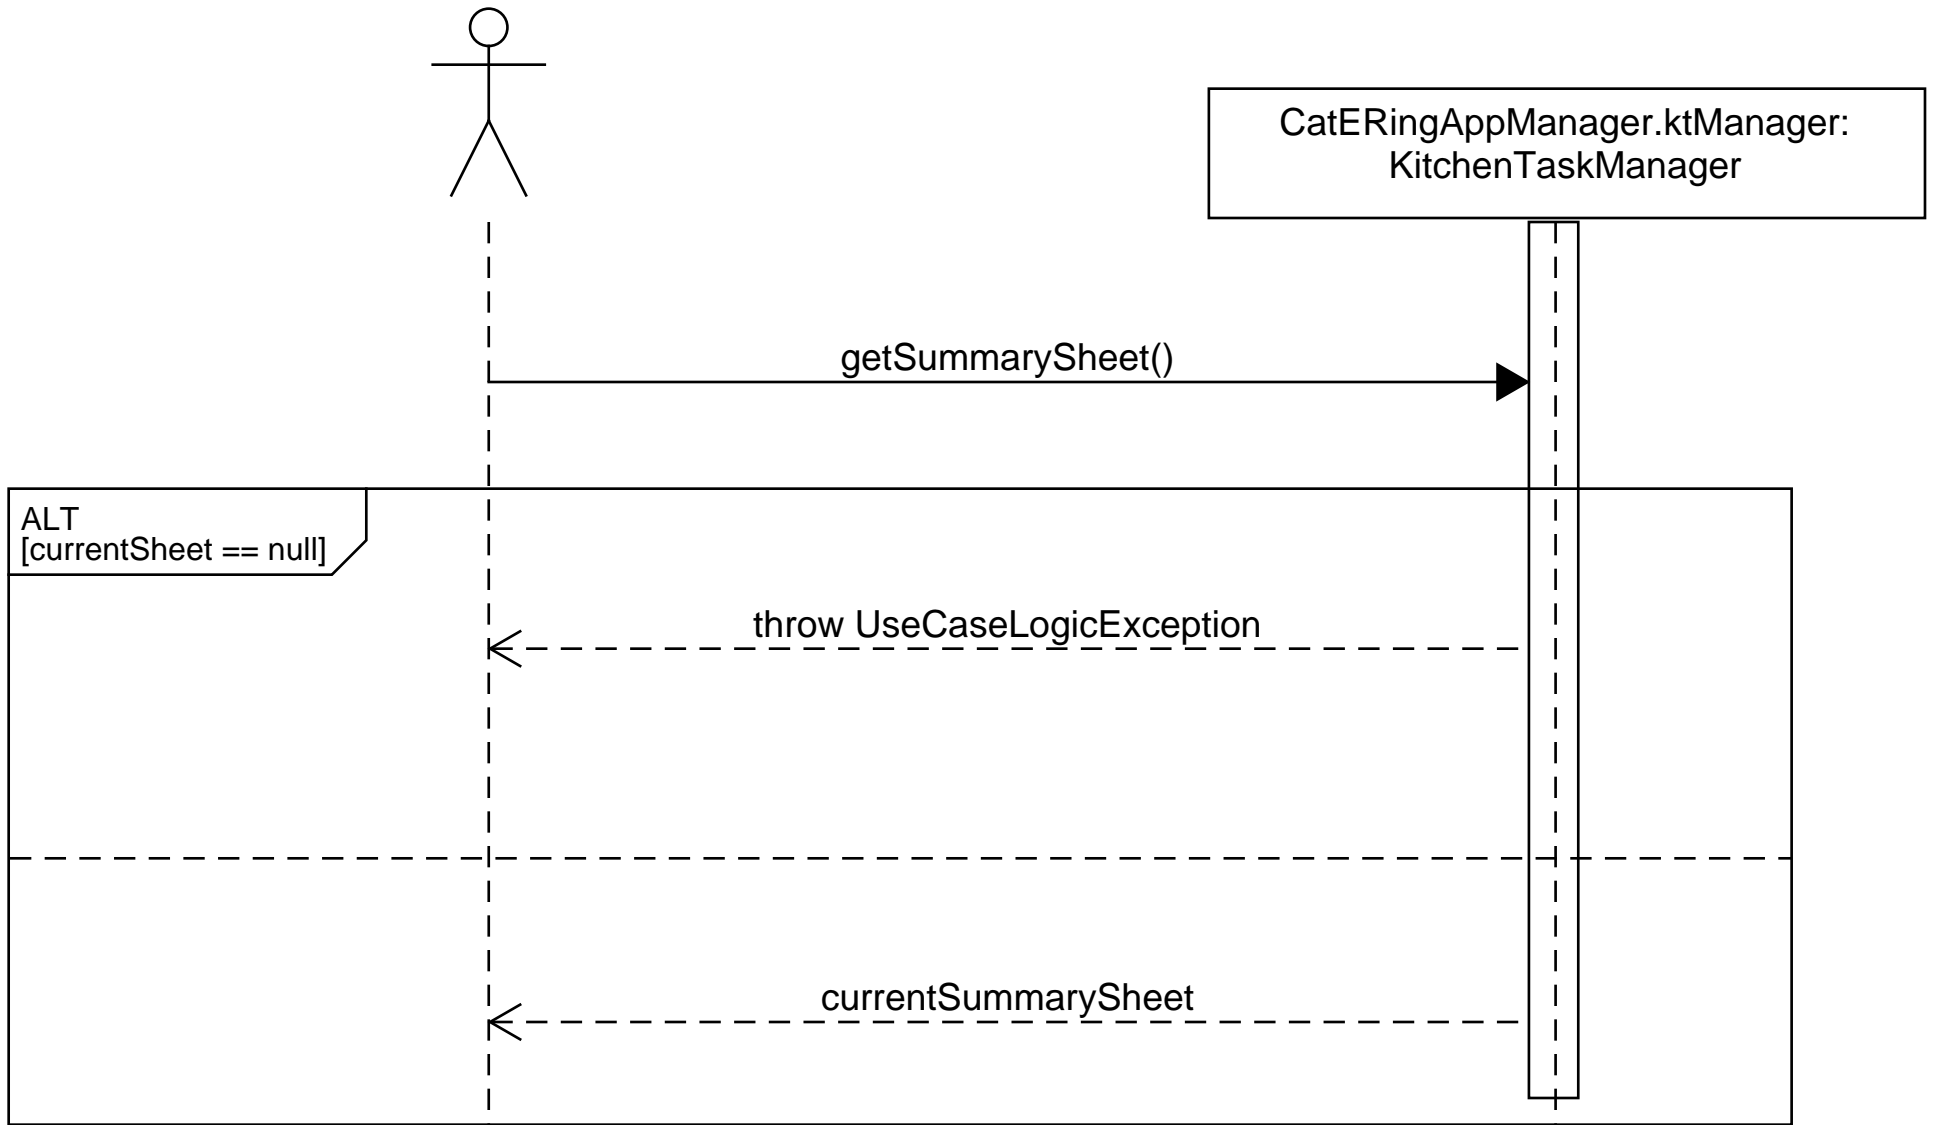 CatERingAppManager.ktManager:
KitchenTaskManager
getSummarySheet()
ALT
[currentSheet == null]
throw UseCaseLogicException
currentSummarySheet